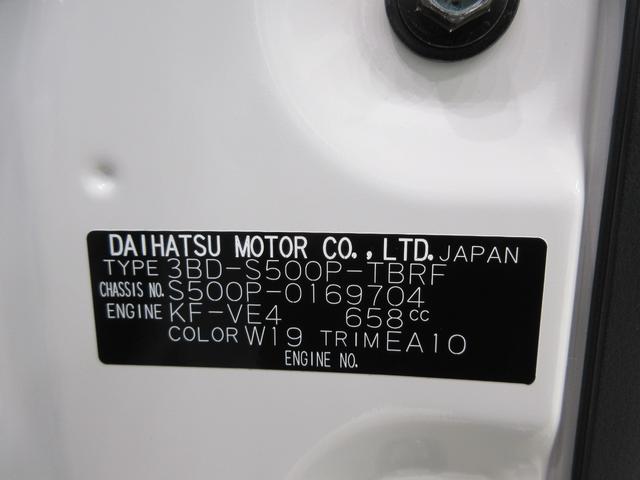 DAIHATSU MOTOR CO., LTD. JAPAN
TYPE 3BD-S500P-TBRF
CHASSIS NO. S500P-0169704
ENGINE KF-VE4 658cc
COLOR W19 TRIM EA10
ENGINE NO.